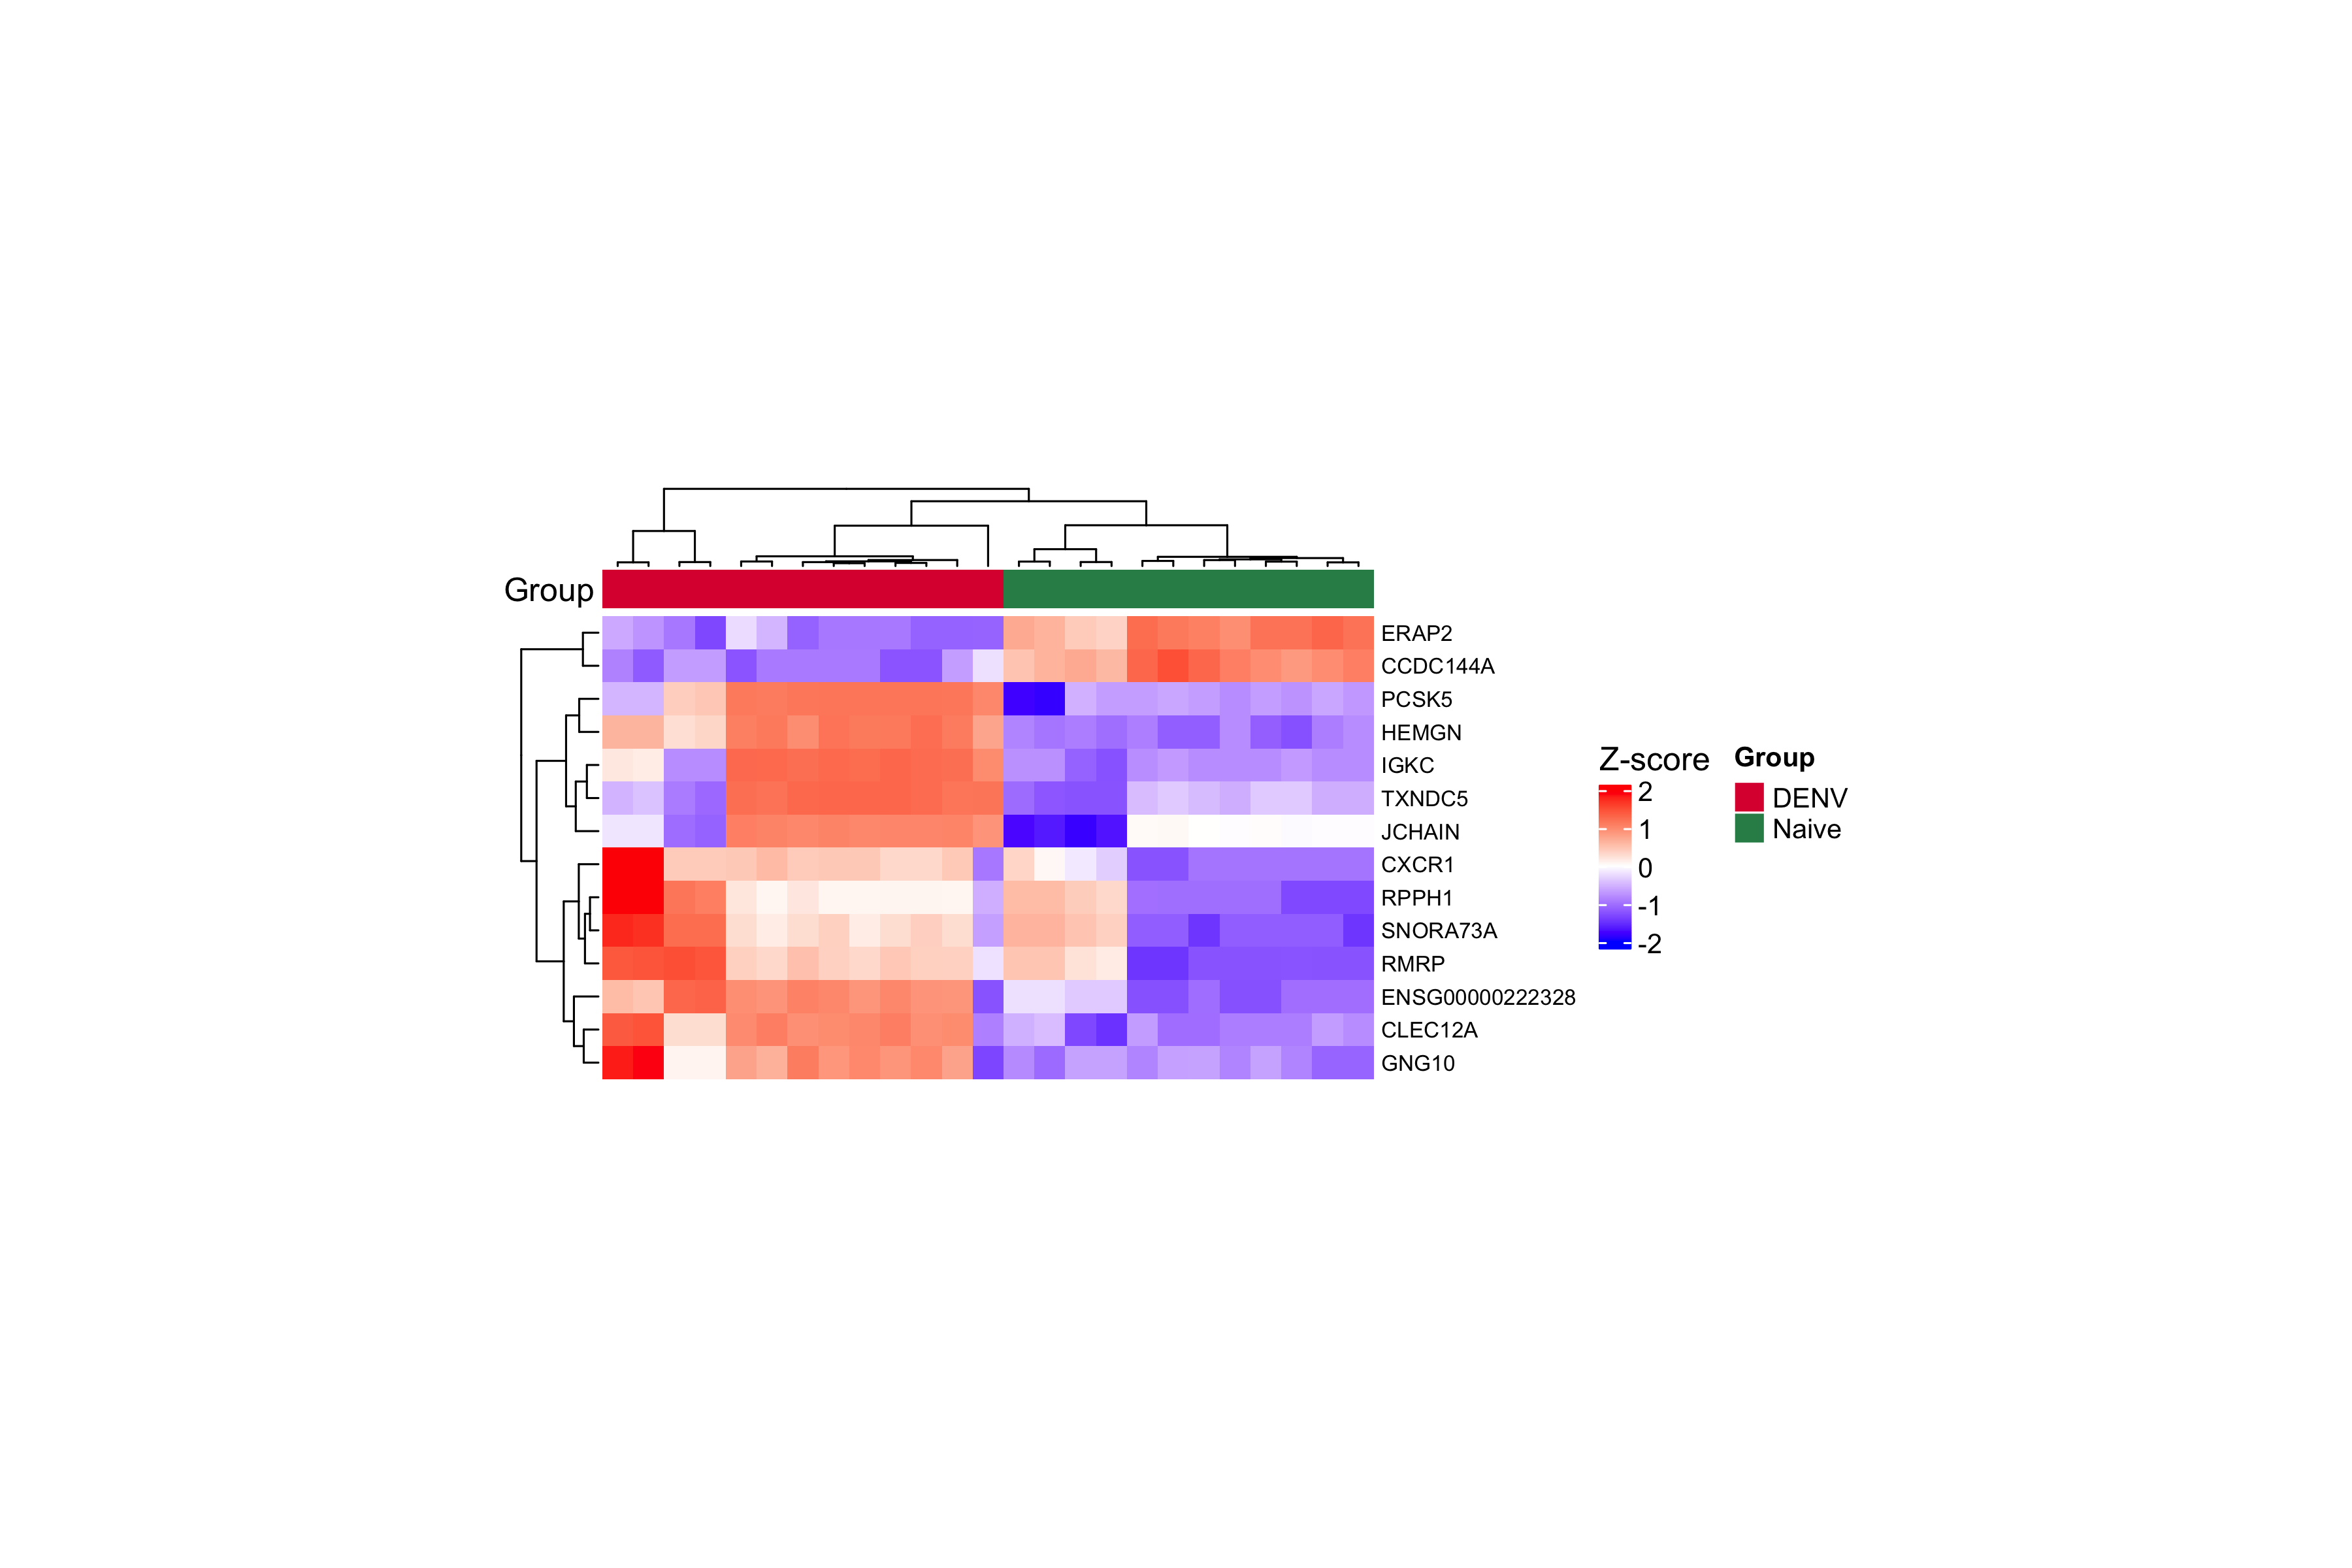 Group
ERAP2
CCDC144A
PCSK5
HEMGN
IGKC
TXNDC5
JCHAIN
CXCR1
RPPH1
SNORA73A
RMRP
ENSG00000222328
CLEC12A
GNG10
Z-score
2
1
0
-1
-2
Group
DENV
Naive